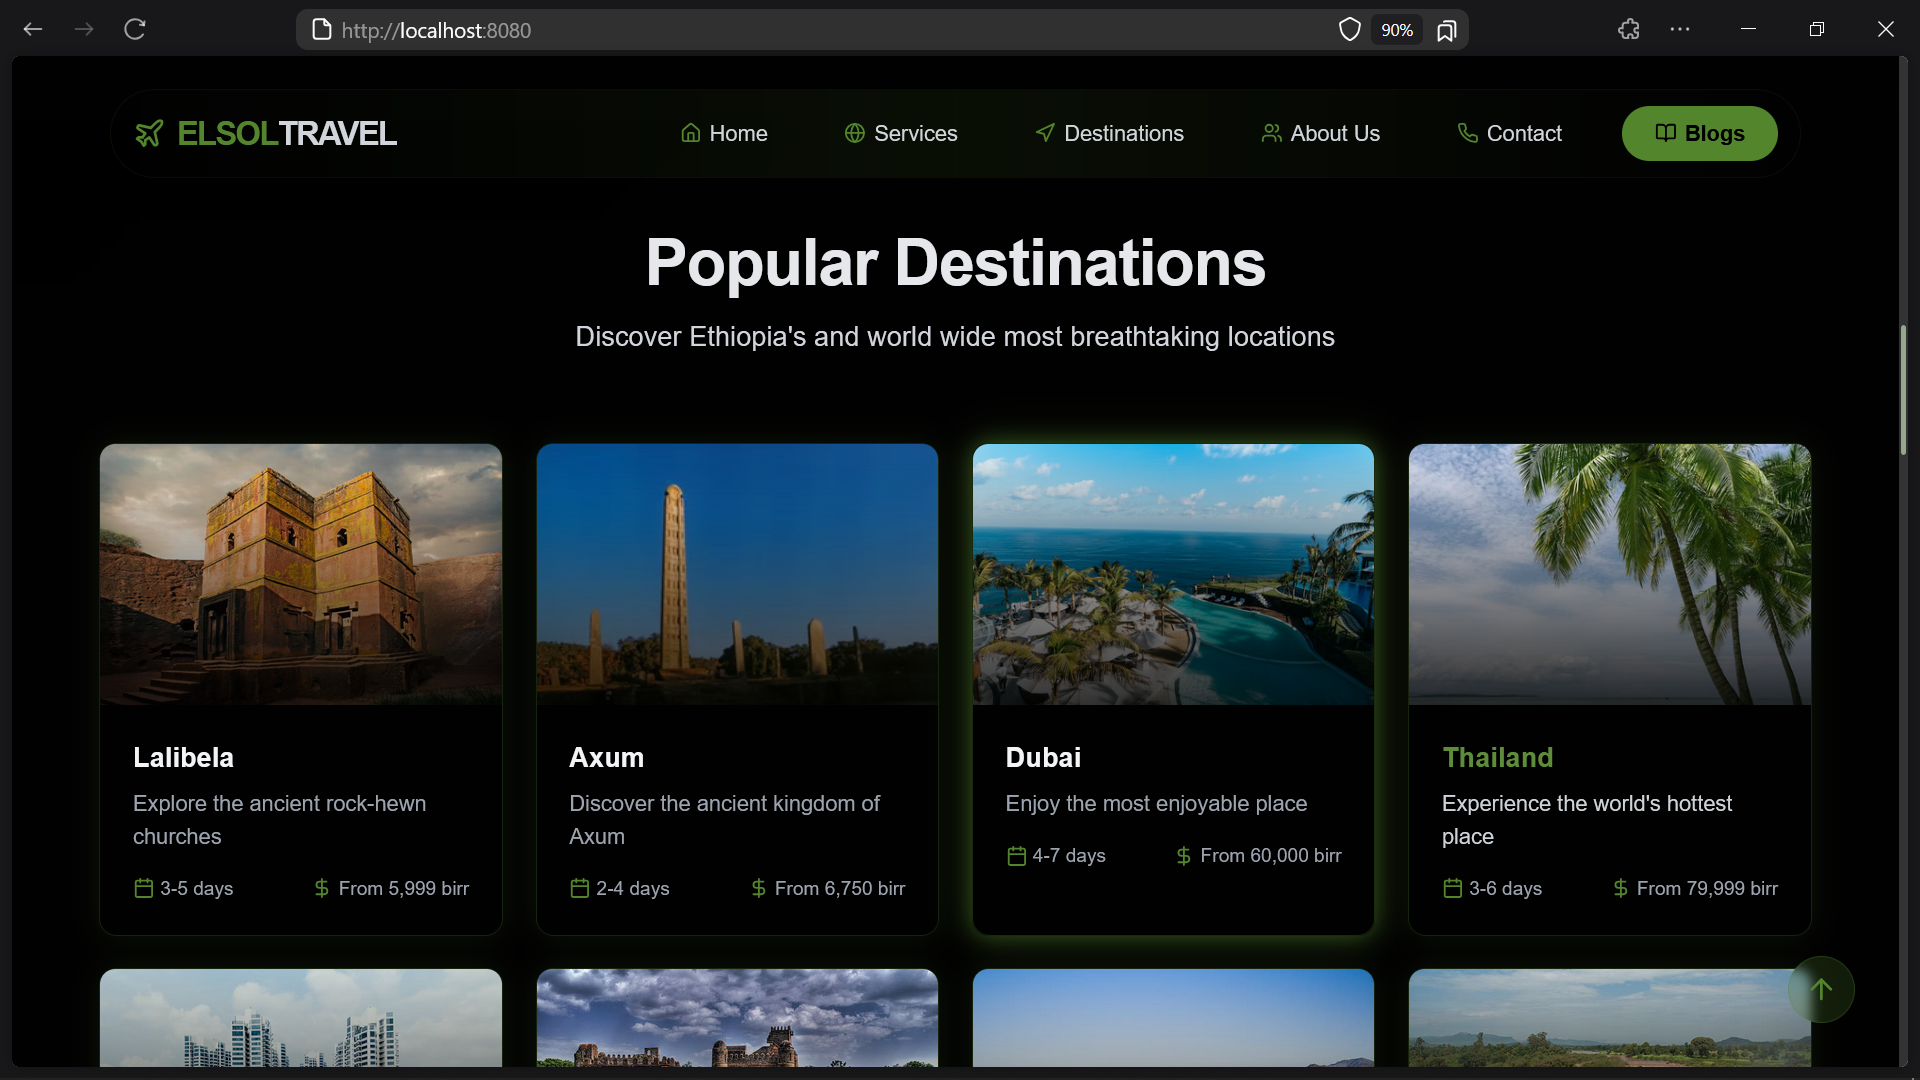 http://localhost:8080
90%
ELSOLTRAVEL
Home
Services
Destinations
About Us
Contact
Blogs
Popular Destinations
Discover Ethiopia's and world wide most breathtaking locations
Lalibela
Explore the ancient rock-hewn
churches
3-5 days
From 5,999 birr
Axum
Discover the ancient kingdom of
Axum
2-4 days
From 6,750 birr
Dubai
Enjoy the most enjoyable place
4-7 days
From 60,000 birr
Thailand
Experience the world's hottest
place
3-6 days
From 79,999 birr